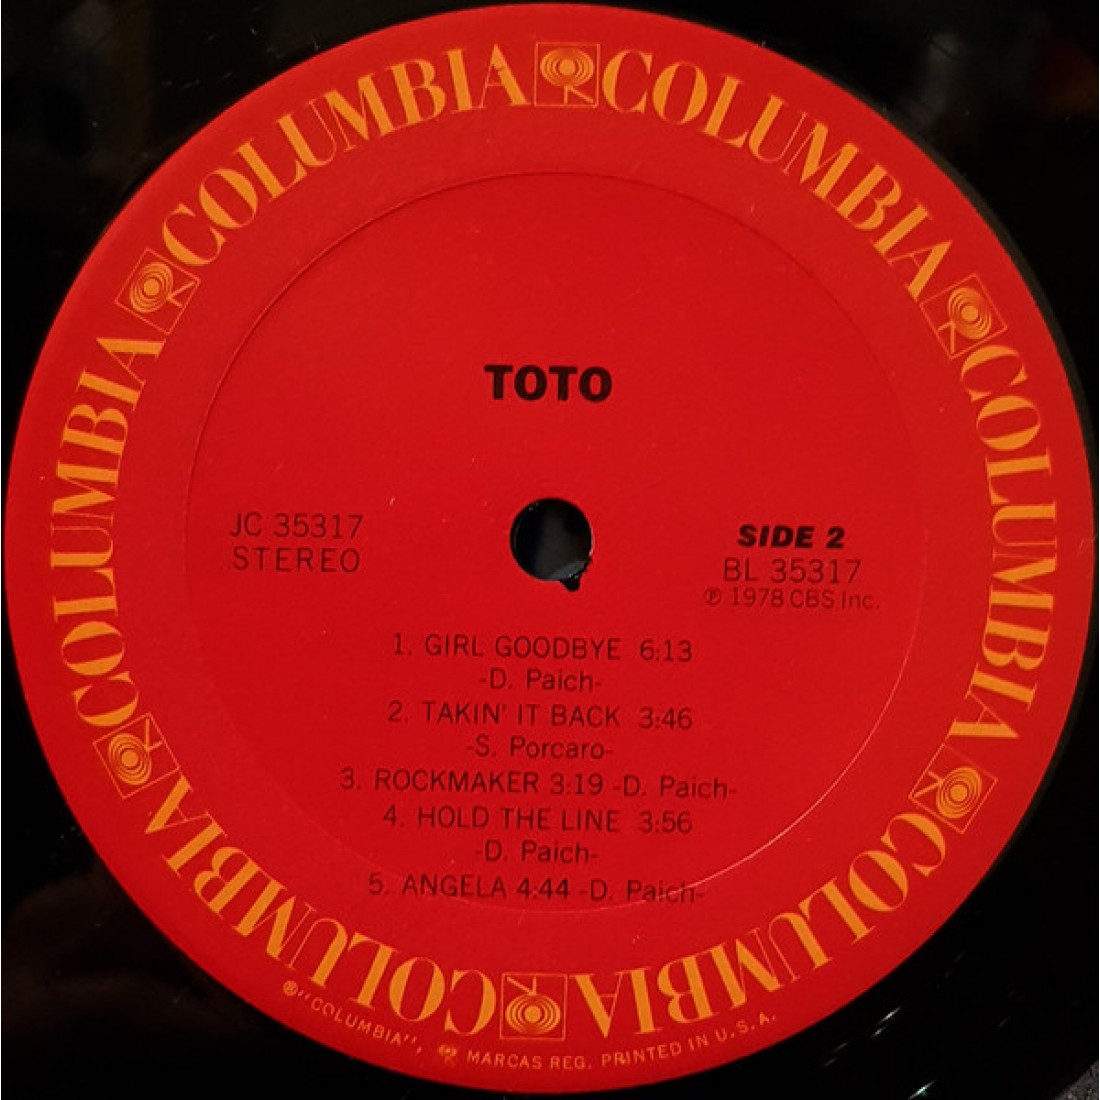 COLUMBIA COLUMBIA COLUMBIA COLUMBIA COLUMBIA COLUMBIA COLUMBIA COLUMBIA
TOTO
JC 35317
STEREO
SIDE 2
BL 35317
℗ 1978 CBS Inc.
1. GIRL GOODBYE 6:13
-D. Paich-
2. TAKIN' IT BACK 3:46
-S. Porcaro-
3. ROCKMAKER 3:19 -D. Paich-
4. HOLD THE LINE 3:56
-D. Paich-
5. ANGELA 4:44 -D. Paich-
®"COLUMBIA", MARCAS REG. PRINTED IN U.S.A.